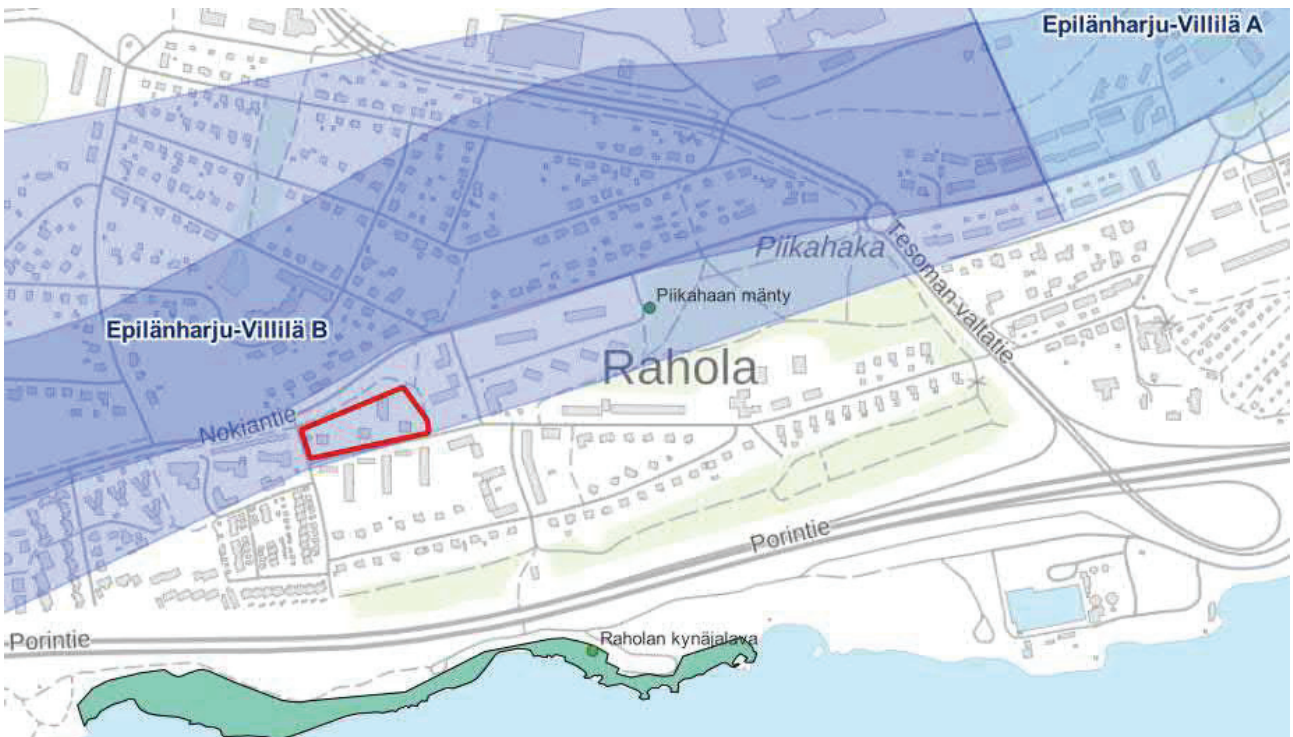 Epilänharju-Villilä A
Piikahaka
Tesoman valtatie
Piikahaan mänty
Epilänharju-Villilä B
Rahola
Nokiantie
Porintie
Porintie
Raholan kynäjalava